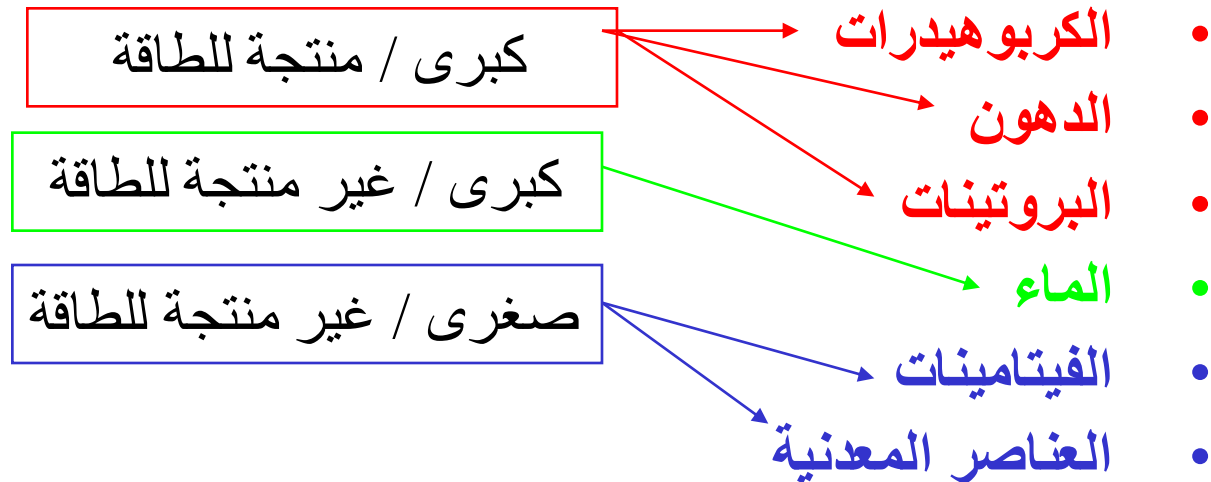 • الكربوهيدرات
كبرى / منتجة للطاقة
• الدهون
كبرى / غير منتجة للطاقة
• البروتينات
• الماء
صغرى / غير منتجة للطاقة
• الفيتامينات
• العناصر المعدنية